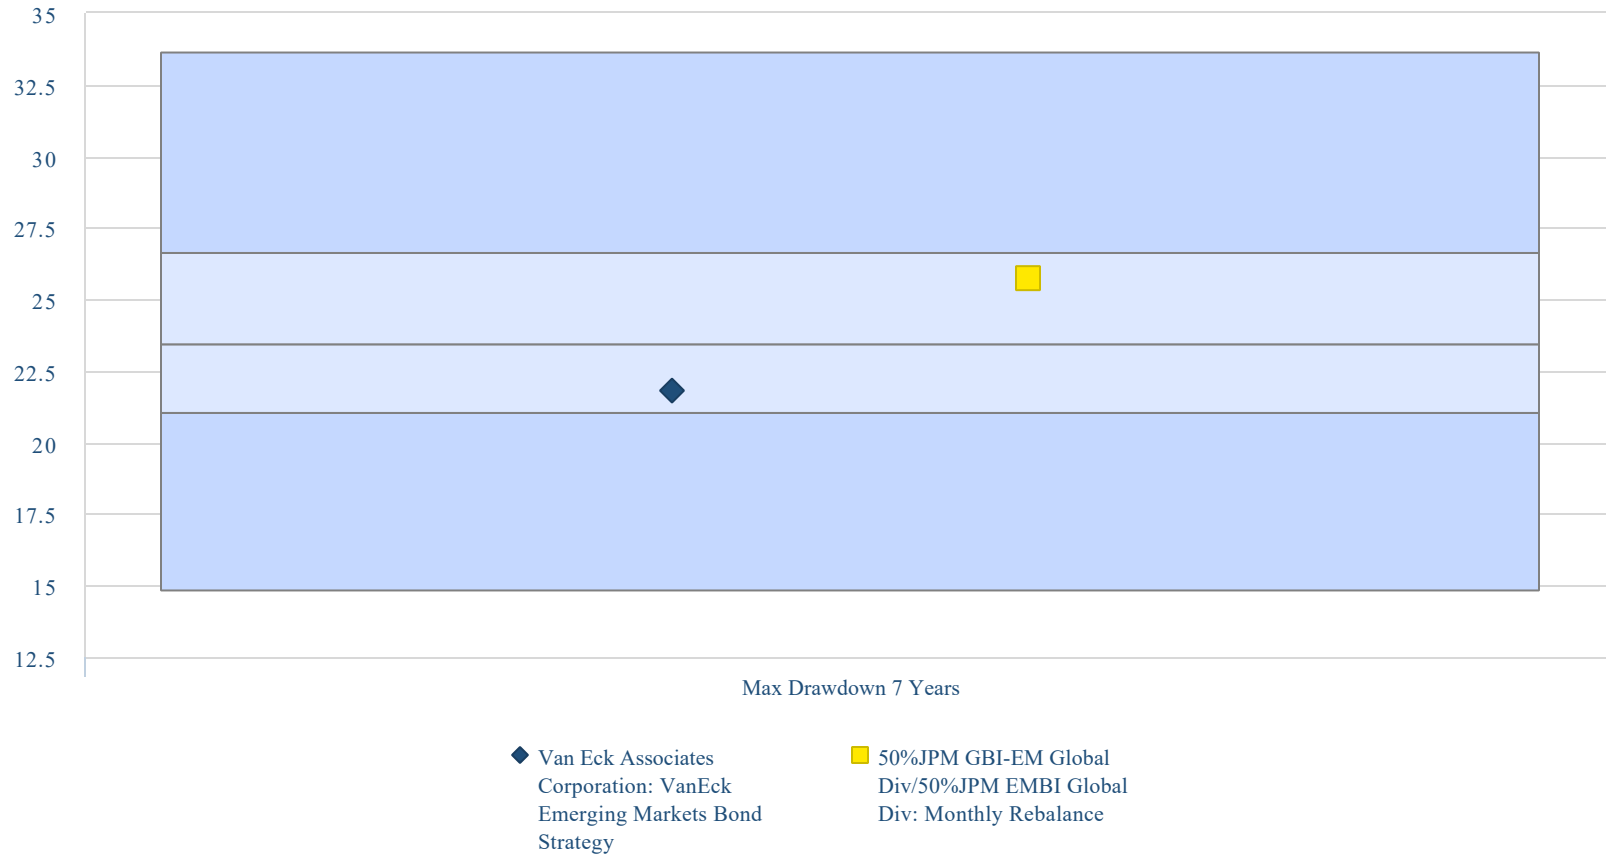 35
32.5
30
27.5
25
22.5
20
17.5
15
12.5
Max Drawdown 7 Years
Van Eck Associates
Corporation: VanEck
Emerging Markets Bond
Strategy
50%JPM GBI-EM Global
Div/50%JPM EMBI Global
Div: Monthly Rebalance